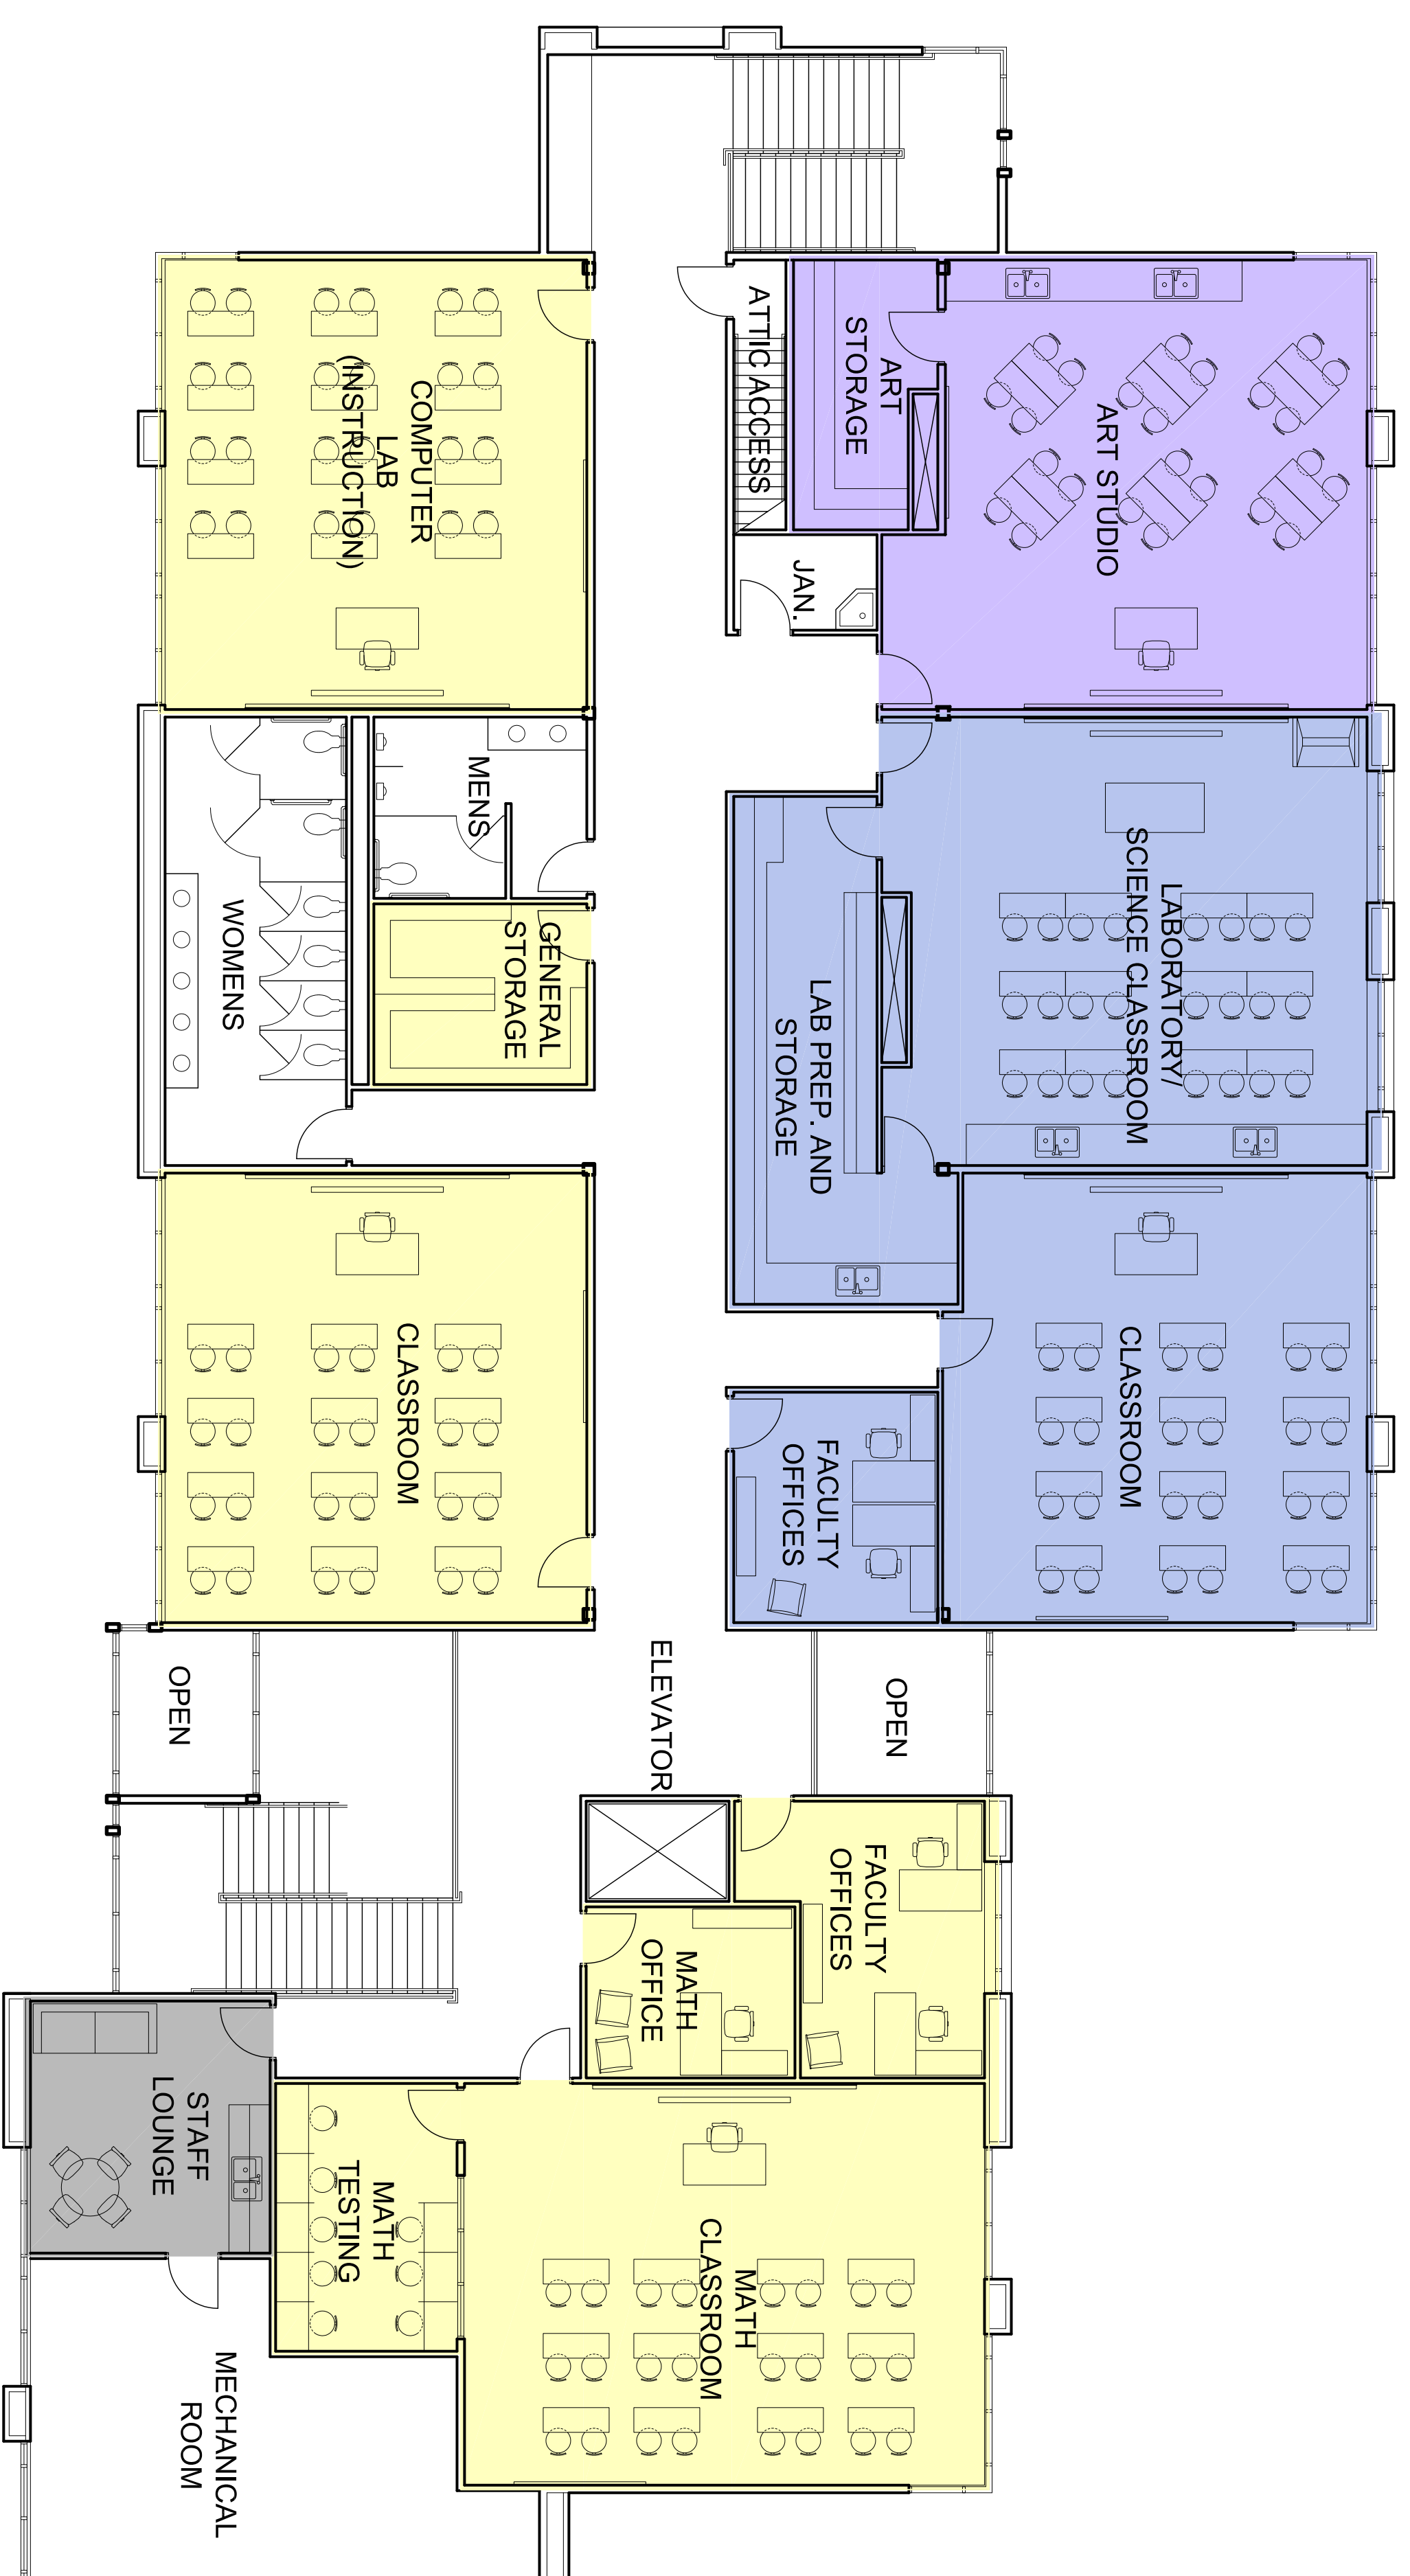 ATTIC ACCESS
ART
STORAGE
ART STUDIO
COMPUTER
LAB
(INSTRUCTION)
JAN.
MENS
WOMENS
GENERAL
STORAGE
LABORATORY/
SCIENCE CLASSROOM
LAB PREP. AND
STORAGE
CLASSROOM
CLASSROOM
FACULTY
OFFICES
OPEN
ELEVATOR
OPEN
FACULTY
OFFICES
MATH
OFFICE
STAFF
LOUNGE
MATH
TESTING
MATH
CLASSROOM
MECHANICAL
ROOM